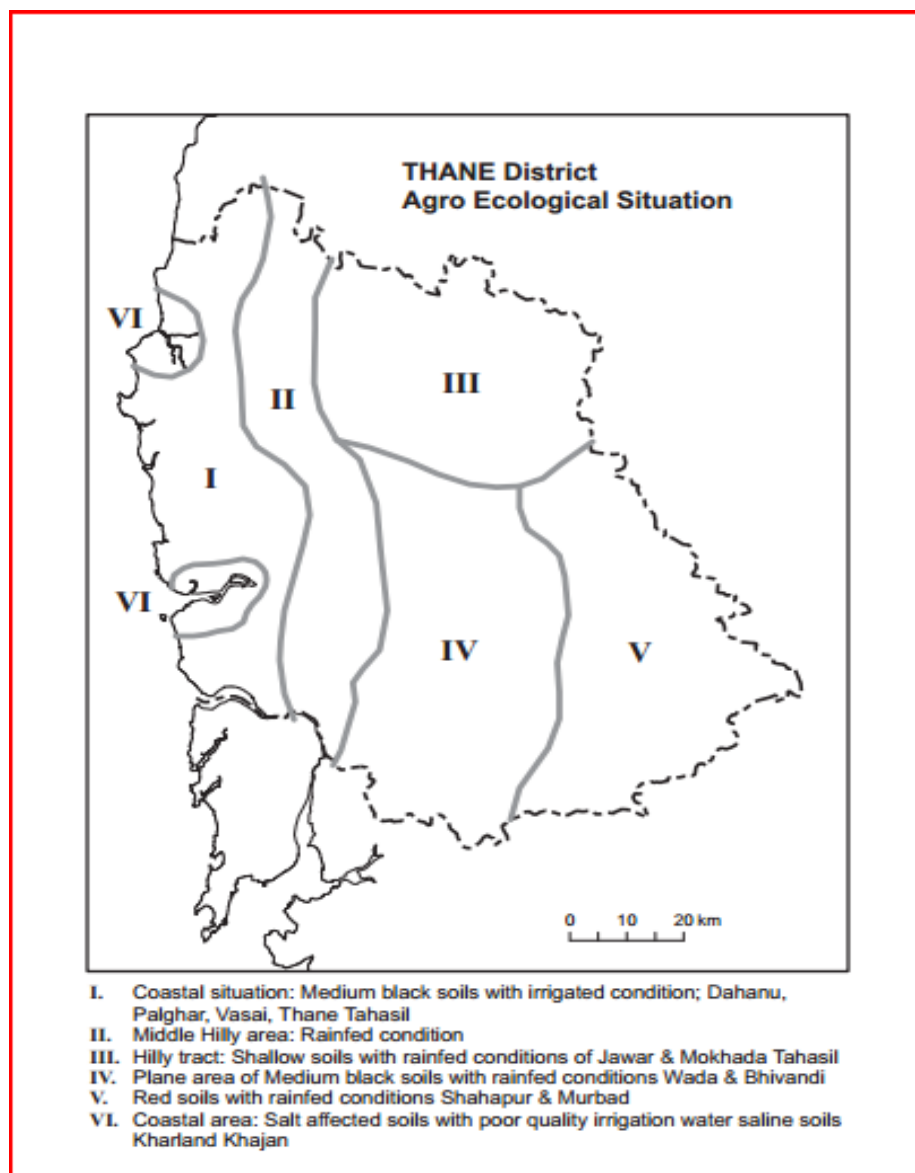 THANE District
Agro Ecological Situation
VI
III
II
I
VI
IV
V
0 10 20 km
I. Coastal situation: Medium black soils with irrigated condition; Dahanu,
Palghar, Vasai, Thane Tahasil
II. Middle Hilly area: Rainfed condition
III. Hilly tract: Shallow soils with rainfed conditions of Jawar & Mokhada Tahasil
IV. Plane area of Medium black soils with rainfed conditions Wada & Bhivandi
V. Red soils with rainfed conditions Shahapur & Murbad
VI. Coastal area: Salt affected soils with poor quality irrigation water saline soils
Kharland Khajan